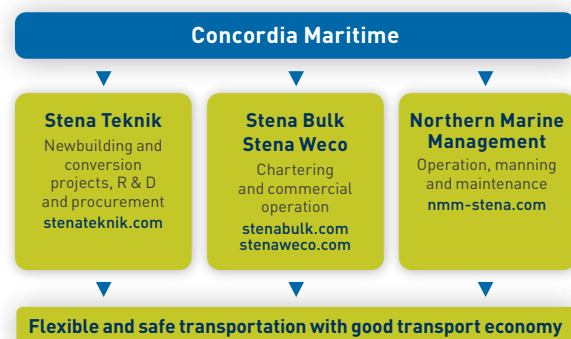 Concordia Maritime
Stena Teknik
Newbuilding and
conversion
projects, R & D
and procurement
stenateknik.com
Stena Bulk
Stena Weco
Chartering
and commercial
operation
stenabulk.com
stenaweco.com
Northern Marine
Management
Operation, manning
and maintenance
nmm-stena.com
Flexible and safe transportation with good transport economy